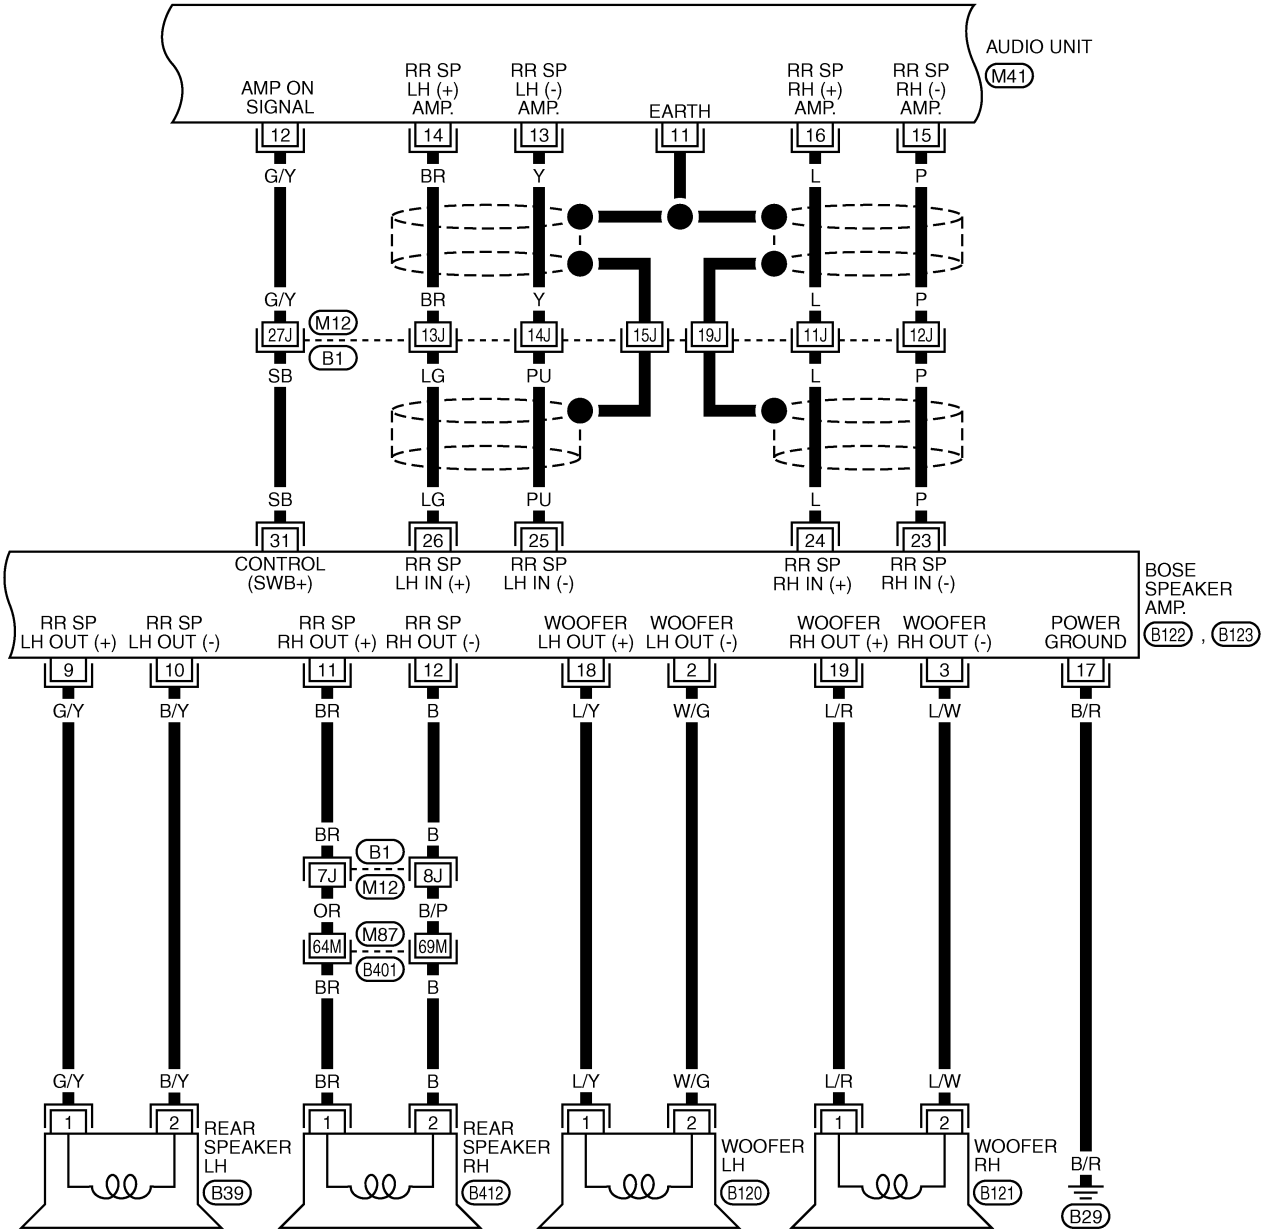 AUDIO UNIT
M41
AMP ON
SIGNAL
RR SP
LH (+)
AMP.
RR SP
LH (-)
AMP.
EARTH
RR SP
RH (+)
AMP.
RR SP
RH (-)
AMP.
12 14 13 11 16 15
G/Y BR Y L P
G/Y BR Y L P
27J M12 13J 14J 15J 19J 11J 12J
B1
SB LG PU L P
SB LG PU L P
31 26 25 24 23
CONTROL
(SWB+)
RR SP
LH IN (+)
RR SP
LH IN (-)
RR SP
RH IN (+)
RR SP
RH IN (-)
BOSE
SPEAKER
AMP.
B122 , B123
RR SP
LH OUT (+)
RR SP
LH OUT (-)
RR SP
RH OUT (+)
RR SP
RH OUT (-)
WOOFER
LH OUT (+)
WOOFER
LH OUT (-)
WOOFER
RH OUT (+)
WOOFER
RH OUT (-)
POWER
GROUND
9 10 11 12 18 2 19 3 17
G/Y B/Y BR B L/Y W/G L/R L/W B/R
BR B
B1
7J 8J
M12
OR B/P
M87
64M 69M
B401
BR B
G/Y B/Y BR B L/Y W/G L/R L/W
1 2 1 2 1 2 1 2
REAR
SPEAKER
LH
B39
REAR
SPEAKER
RH
B412
WOOFER
LH
B120
WOOFER
RH
B121
B/R
B29